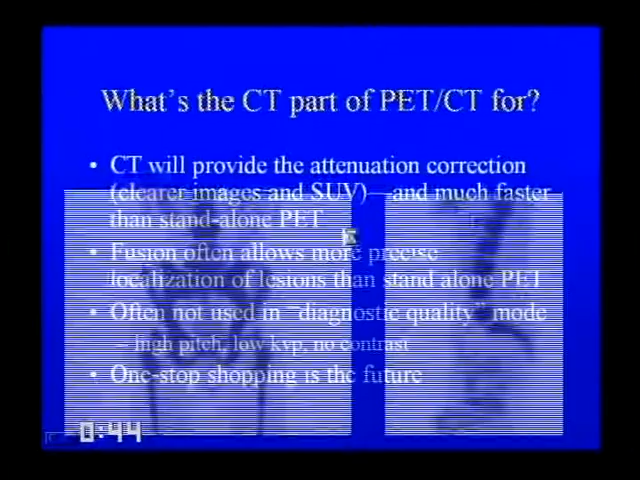 What's the CT part of PET/CT for?
• CT will provide the attenuation correction
(clearer images and SUV)—and much faster
than stand-alone PET
• Fusion often allows more precise
localization of lesions than stand alone PET
• Often not used in "diagnostic quality" mode
– high pitch, low kvp, no contrast
• One-stop shopping is the future
0:44